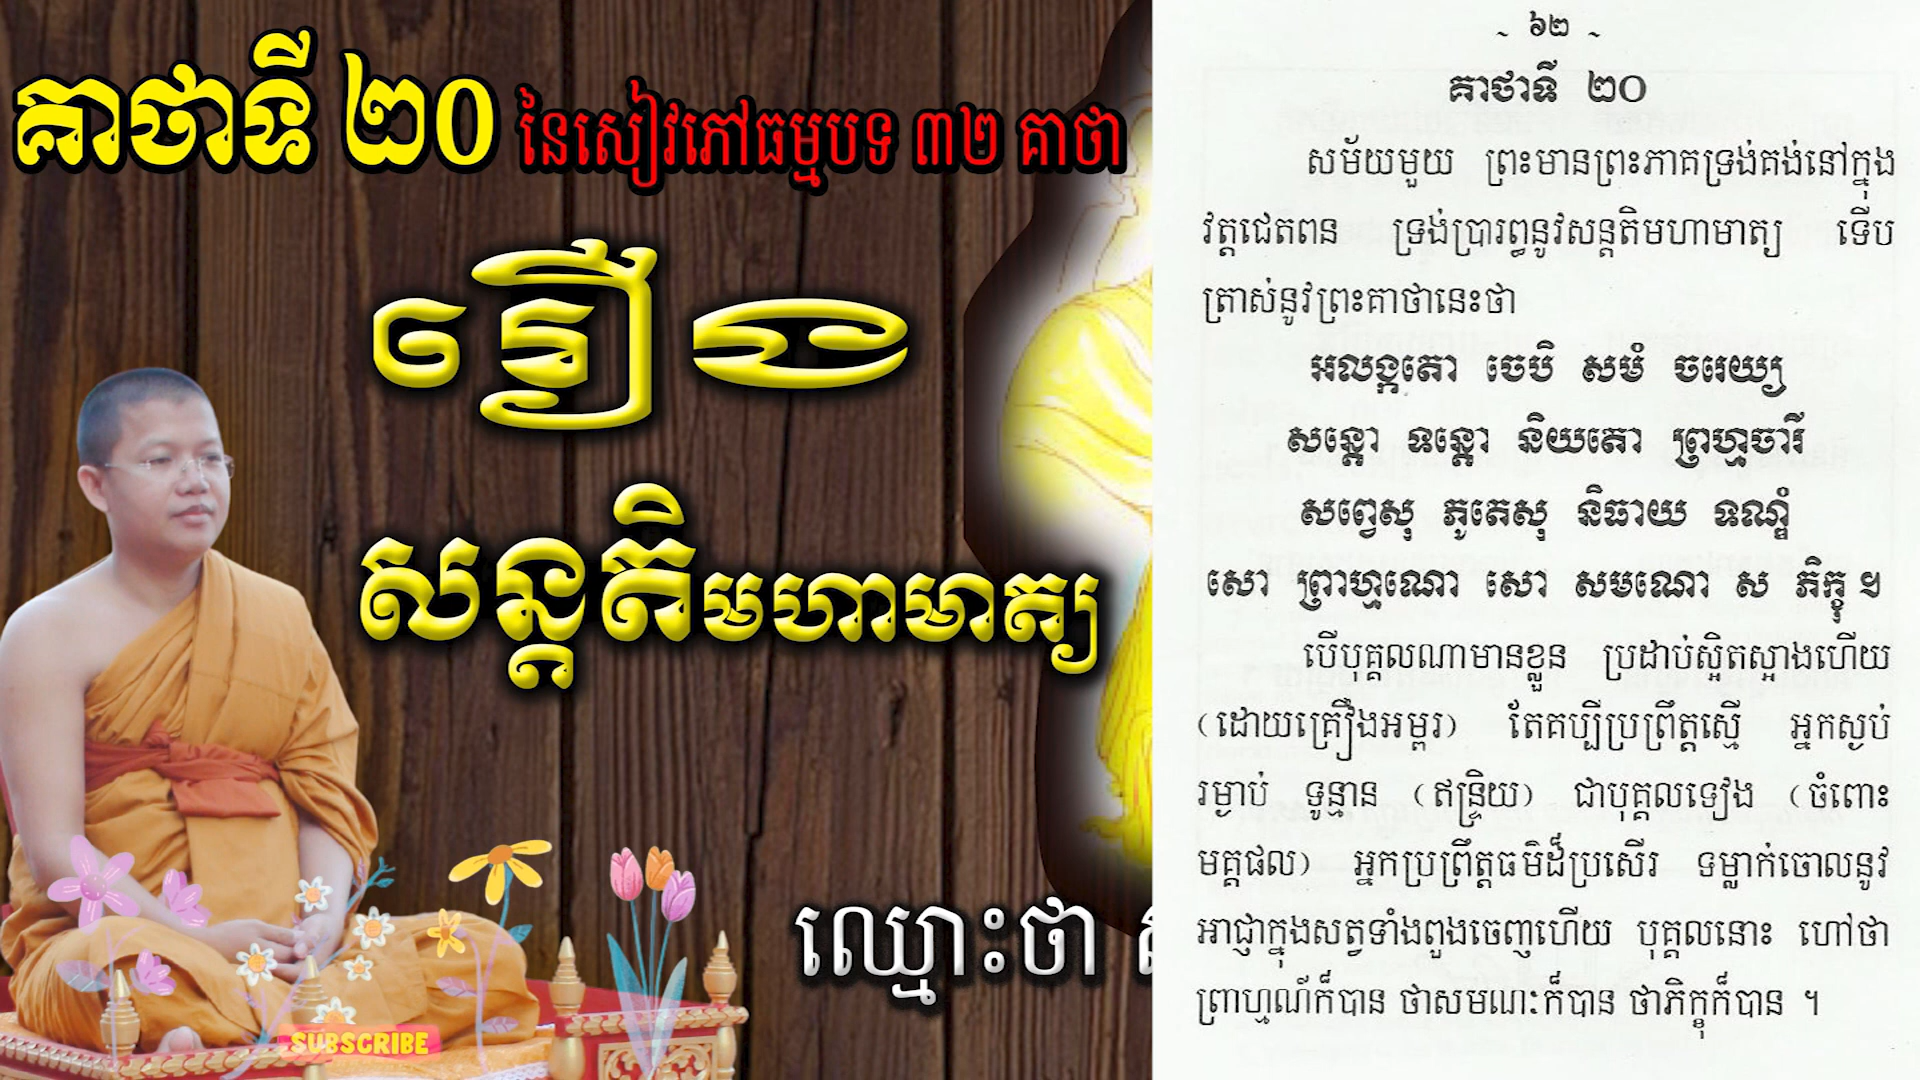 គាថាទី ២០ នៃសៀវភៅធម្មបទ ៣២ គាថា
រឿង
សន្តតិមហាមាត្យ
ឈ្មោះថា
SUBSCRIBE
~ ៦២ ~
គាថាទី ២០
សម័យមួយ ព្រះមានព្រះភាគទ្រង់គង់នៅក្នុង
វត្តជេតពន ទ្រង់ប្រារព្ធនូវសន្តតិមហាមាត្យ ទើប
ត្រាស់នូវព្រះគាថានេះថា
អលង្កតោ ចេបិ សមំ ចរេយ្យ
សន្តោ ទន្តោ និយតោ ព្រហ្មចារី
សព្វេសុ ភូតេសុ និធាយ ទណ្ឌំ
សោ ព្រាហ្មណោ សោ សមណោ ស ភិក្ខុ ។
បើបុគ្គលណាមានខ្លួន ប្រដាប់ស្អិតស្អាងហើយ
(ដោយគ្រឿងអម្ពរ) តែគប្បីប្រព្រឹត្តស្មើ អ្នកស្ងប់
រម្ងាប់ ទូន្មាន (ឥន្ទ្រិយ) ជាបុគ្គលទៀង (ចំពោះ
មគ្គផល) អ្នកប្រព្រឹត្តធម៌ដ៏ប្រសើរ ទម្លាក់ចោលនូវ
អាជ្ញាក្នុងសត្វទាំងពួងចេញហើយ បុគ្គលនោះ ហៅថា
ព្រាហ្មណ៍ក៏បាន ថាសមណៈក៏បាន ថាភិក្ខុក៏បាន ។